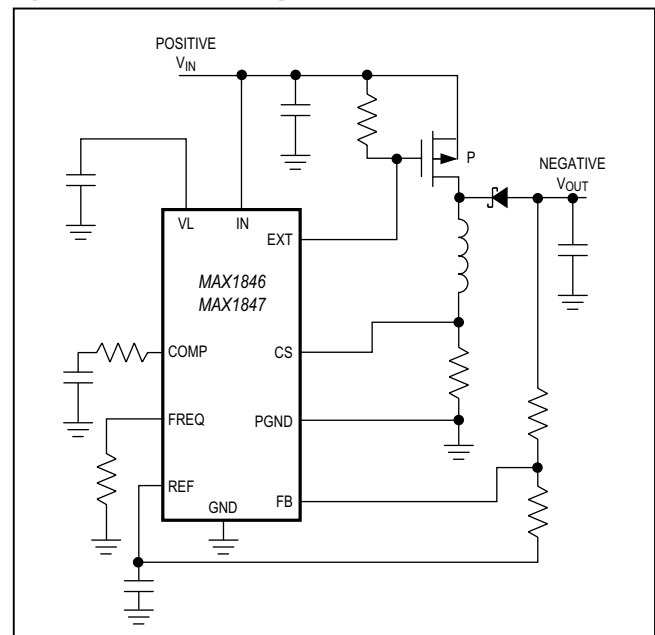 POSITIVE
VIN
P
NEGATIVE
VOUT
VL
IN
EXT
MAX1846
MAX1847
COMP
CS
FREQ
PGND
REF
FB
GND